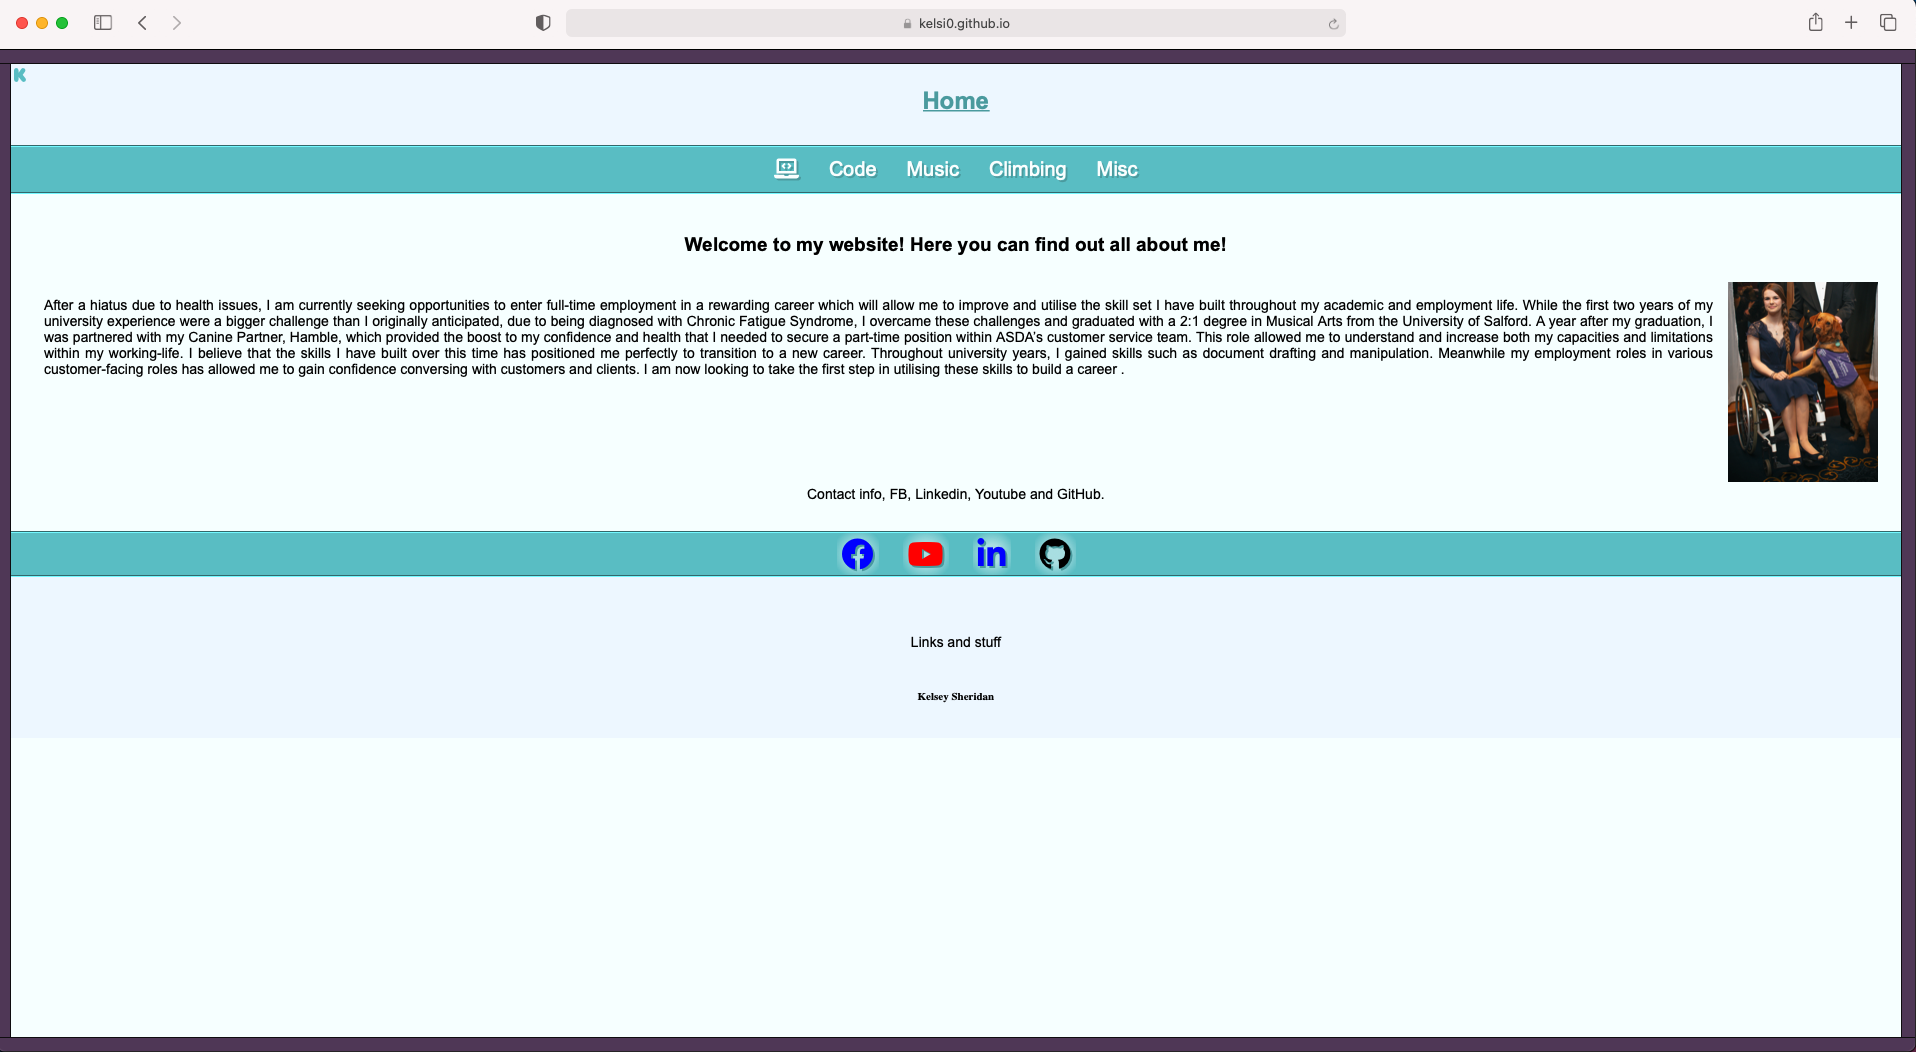 kelsi0.github.io
K
Home
Code Music Climbing Misc
Welcome to my website! Here you can find out all about me!
After a hiatus due to health issues, I am currently seeking opportunities to enter full-time employment in a rewarding career which will allow me to improve and utilise the skill set I have built throughout my academic and employment life. While the first two years of my
university experience were a bigger challenge than I originally anticipated, due to being diagnosed with Chronic Fatigue Syndrome, I overcame these challenges and graduated with a 2:1 degree in Musical Arts from the University of Salford. A year after my graduation, I
was partnered with my Canine Partner, Hamble, which provided the boost to my confidence and health that I needed to secure a part-time position within ASDA's customer service team. This role allowed me to understand and increase both my capacities and limitations
within my working-life. I believe that the skills I have built over this time has positioned me perfectly to transition to a new career. Throughout university years, I gained skills such as document drafting and manipulation. Meanwhile my employment roles in various
customer-facing roles has allowed me to gain confidence conversing with customers and clients. I am now looking to take the first step in utilising these skills to build a career .
Contact info, FB, Linkedin, Youtube and GitHub.
in
Links and stuff
Kelsey Sheridan